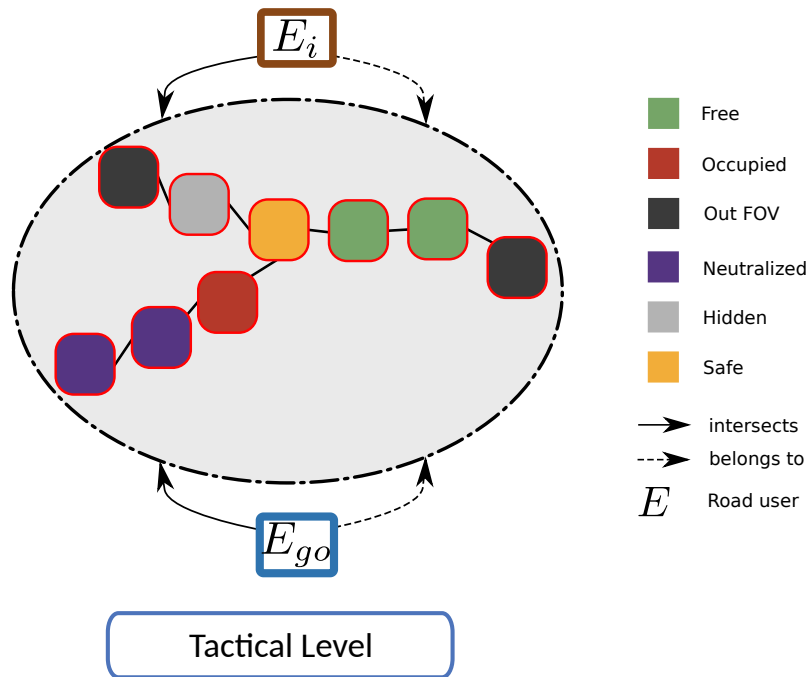 E_i
Free
Occupied
Out FOV
Neutralized
Hidden
Safe
intersects
belongs to
E Road user
E_go
Tactical Level